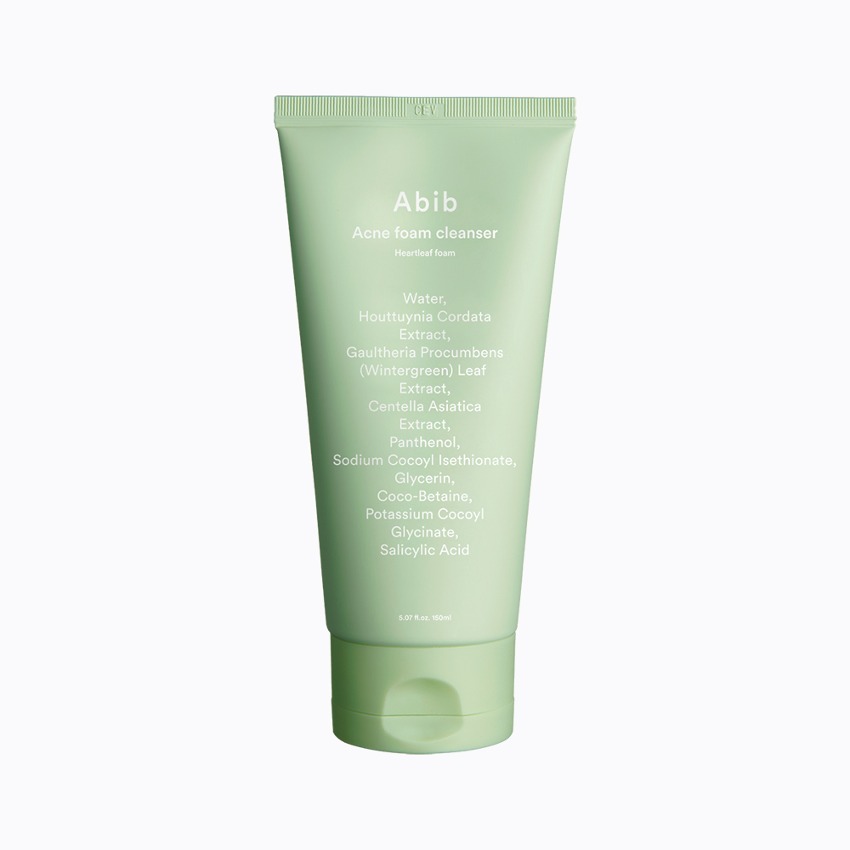 CEV
Abib
Acne foam cleanser
Heartleaf foam
Water,
Houttuynia Cordata
Extract,
Gaultheria Procumbens
(Wintergreen) Leaf
Extract,
Centella Asiatica
Extract,
Panthenol,
Sodium Cocoyl Isethionate,
Glycerin,
Coco-Betaine,
Potassium Cocoyl
Glycinate,
Salicylic Acid
5.07 fl.oz. 150ml